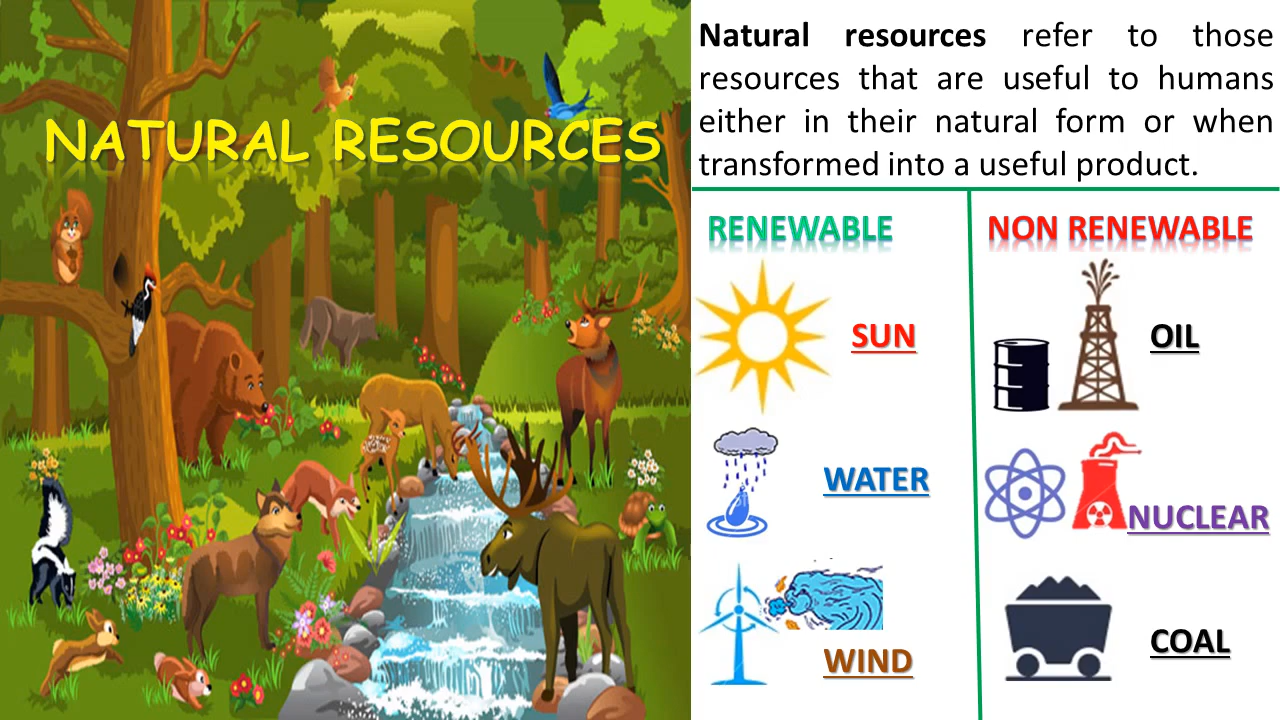 NATURAL RESOURCES
Natural resources refer to those
resources that are useful to humans
either in their natural form or when
transformed into a useful product.
RENEWABLE
SUN
WATER
WIND
NON RENEWABLE
OIL
NUCLEAR
COAL